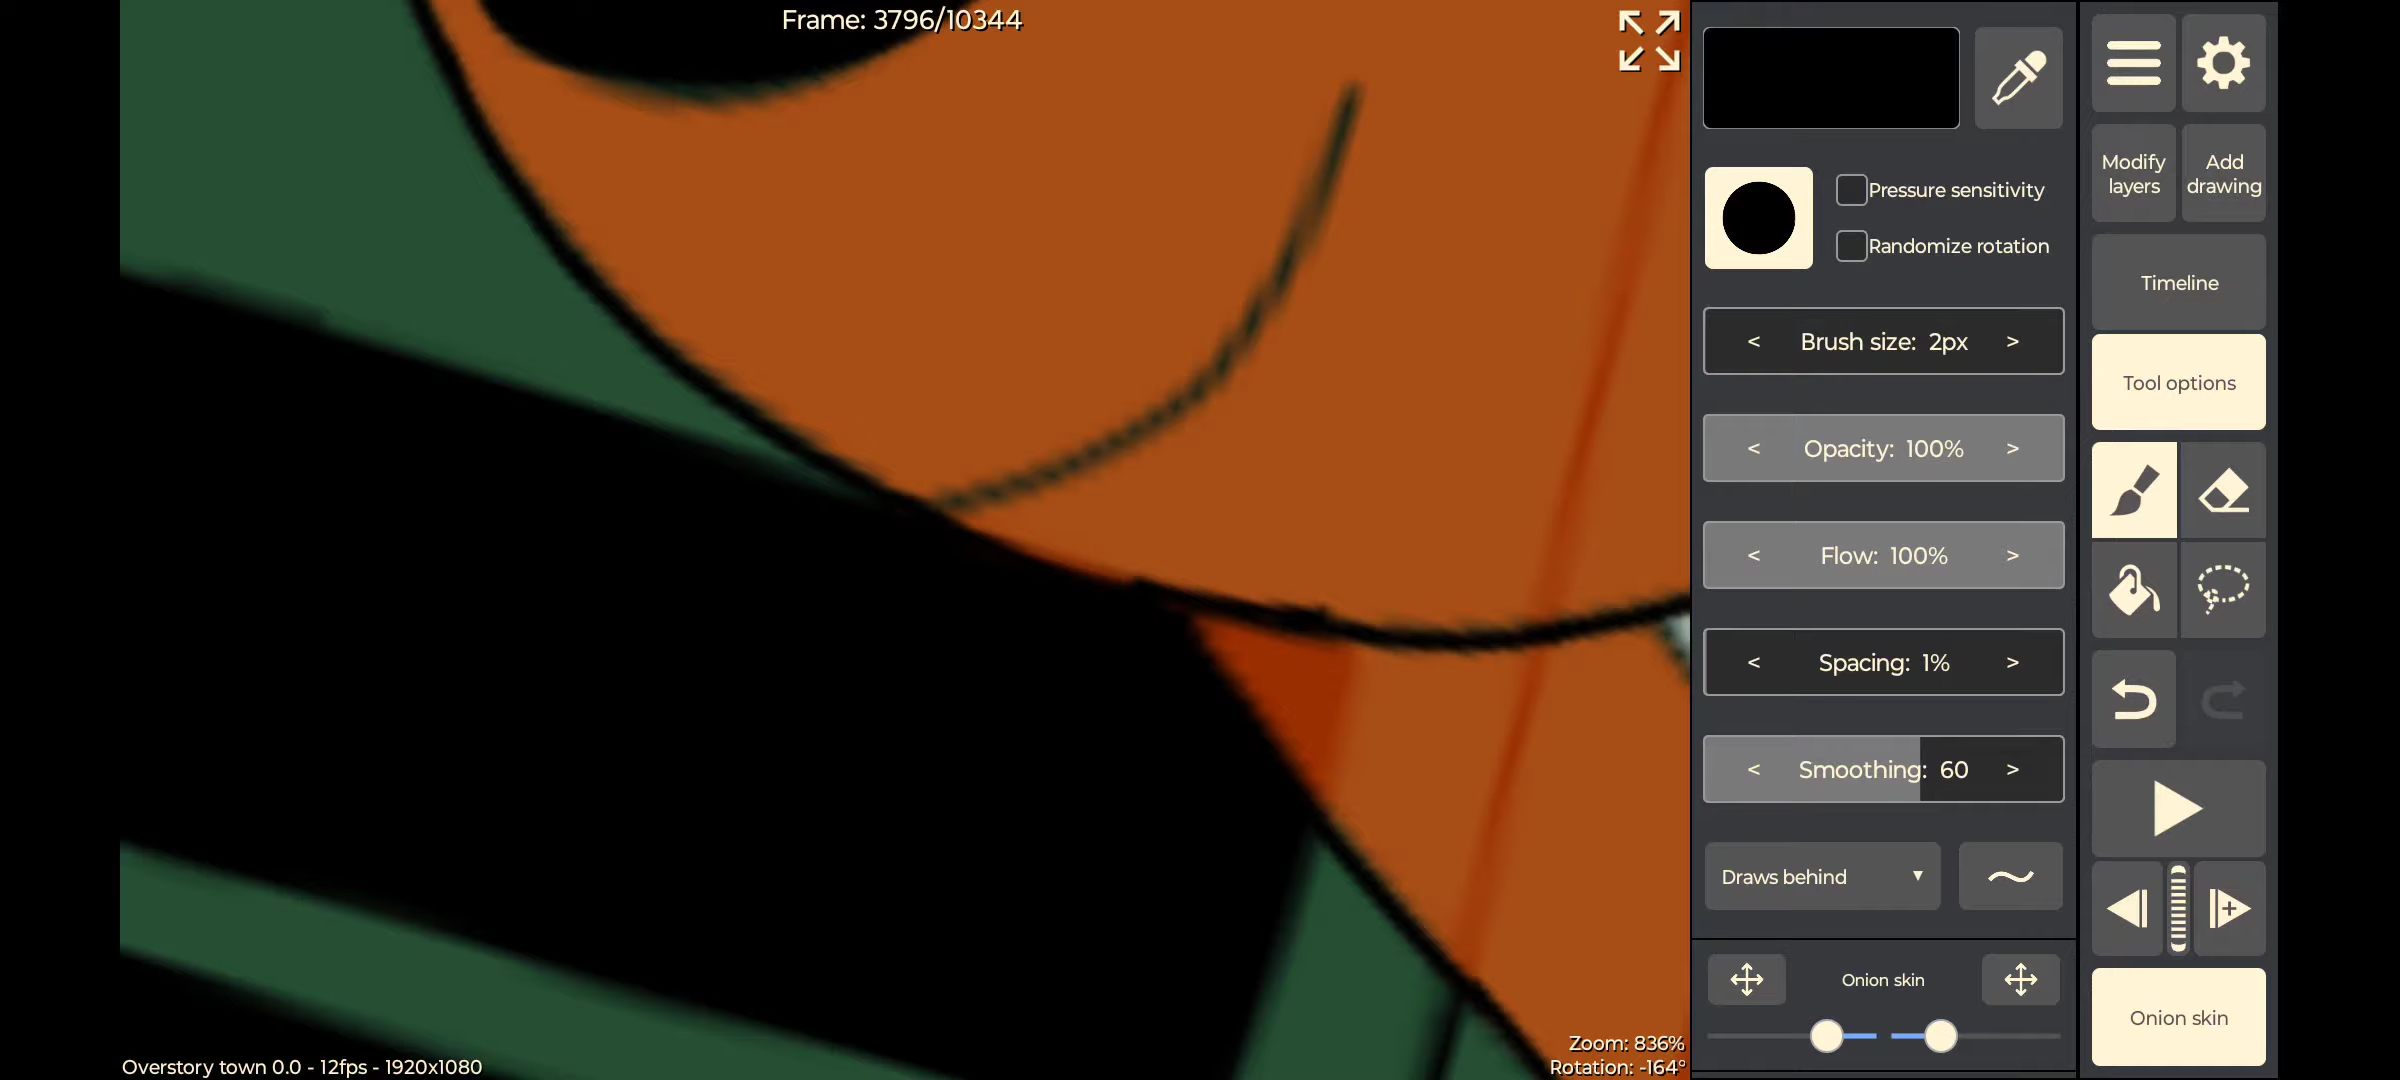 Frame: 3796/10344
Modify layers
Add drawing
Pressure sensitivity
Randomize rotation
Timeline
< Brush size: 2px >
Tool options
< Opacity: 100% >
< Flow: 100% >
< Spacing: 1% >
< Smoothing: 60 >
Draws behind ▼
Onion skin
Onion skin
Zoom: 836%
Rotation: -164°
Overstory town 0.0 - 12fps - 1920x1080